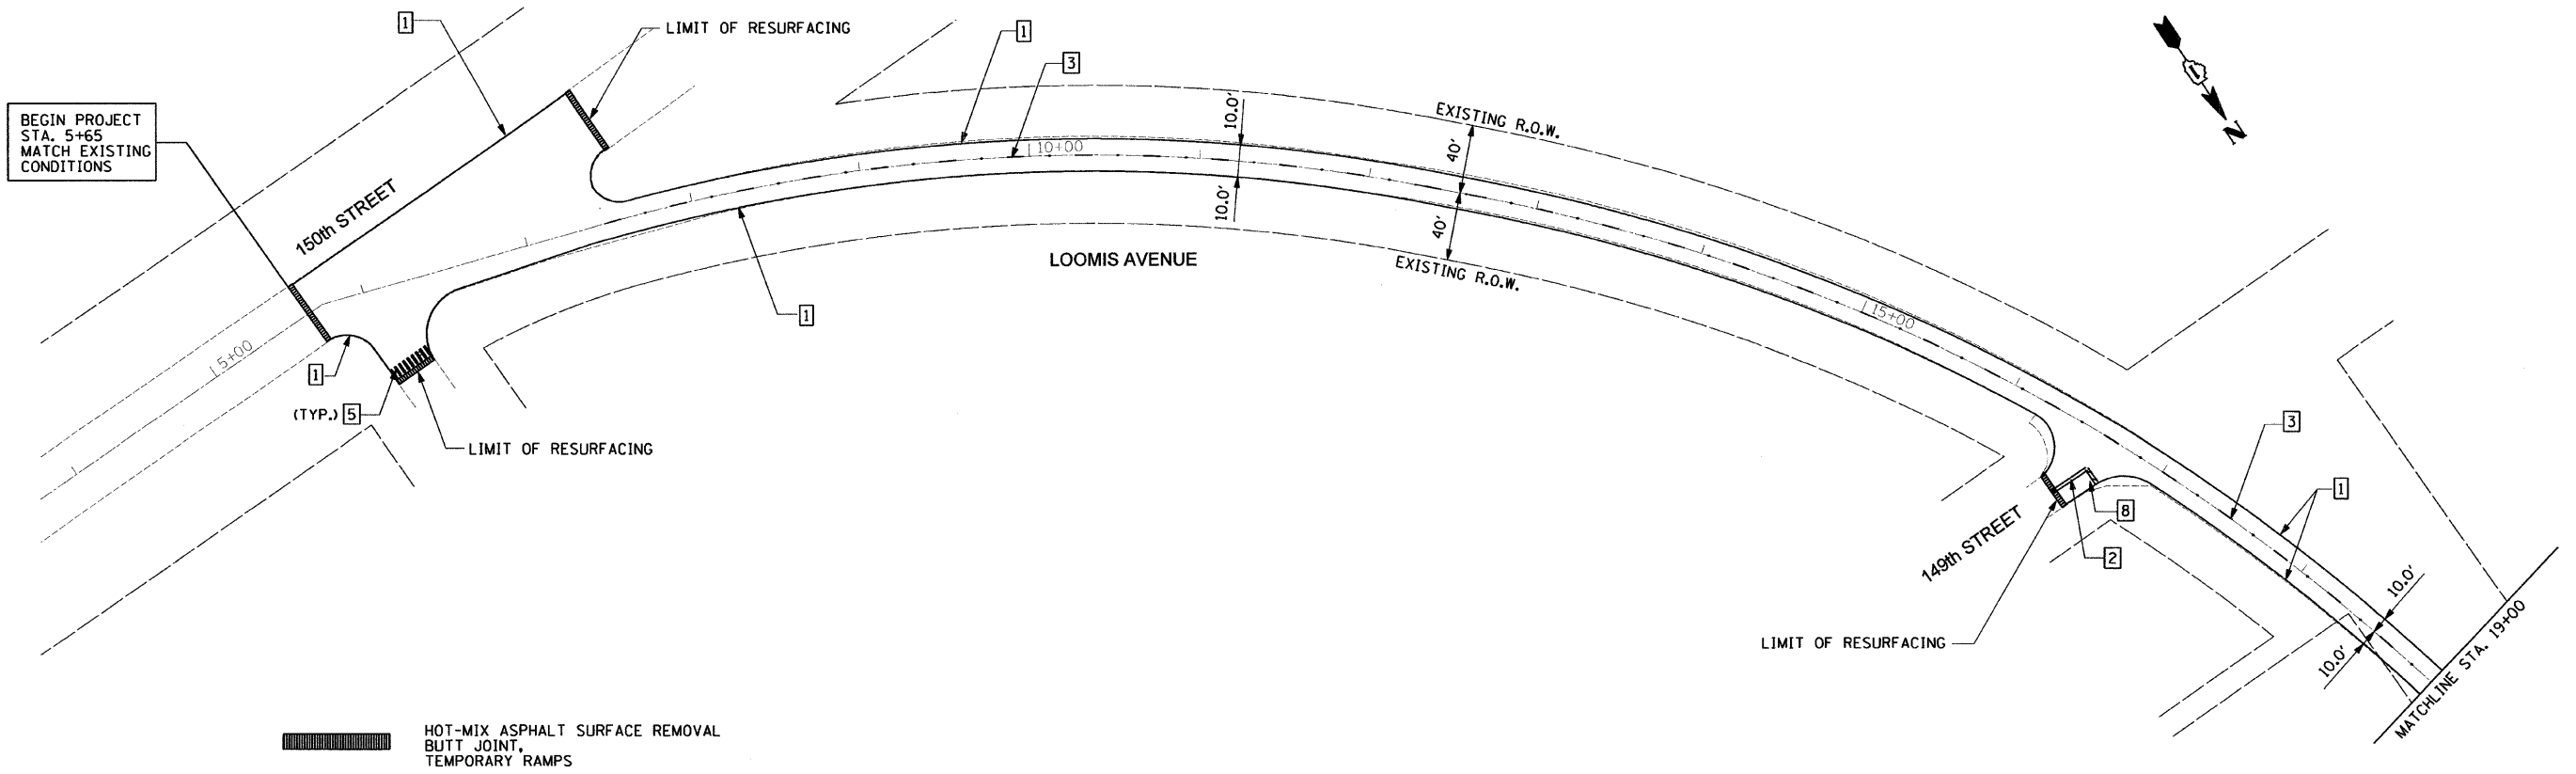 1
LIMIT OF RESURFACING
1
3
BEGIN PROJECT
STA. 5+65
MATCH EXISTING
CONDITIONS
150th STREET
10+00
10.0'
10.0'
EXISTING R.O.W.
40'
40'
EXISTING R.O.W.
LOOMIS AVENUE
N
1
5+00
1
(TYP.) 5
LIMIT OF RESURFACING
15+00
3
1
8
2
149th STREET
LIMIT OF RESURFACING
10.0'
10.0'
MATCHLINE STA. 19+00
HOT-MIX ASPHALT SURFACE REMOVAL
BUTT JOINT,
TEMPORARY RAMPS